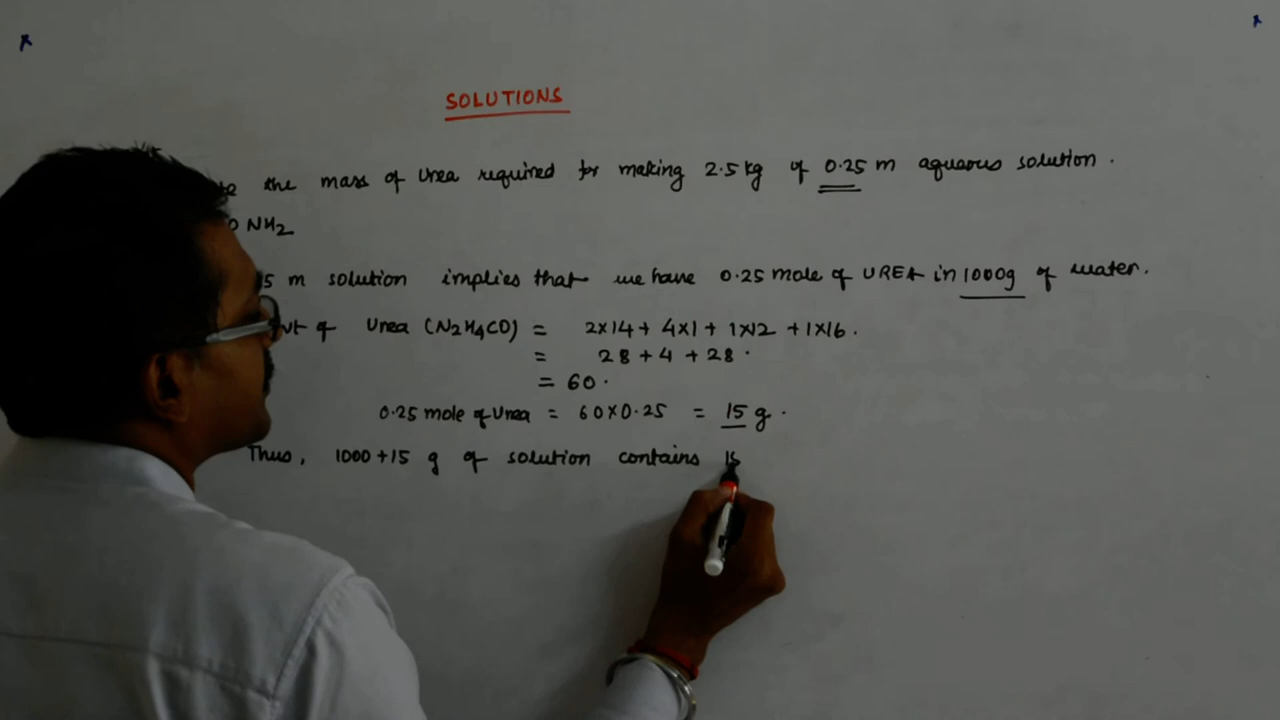 SOLUTIONS
the mass of Urea required for making 2.5 kg of 0.25 m aqueous solution .
NH2
5 m solution implies that we have 0.25 mole of UREA in 1000g of water.
wt of Urea (N2H4CO) = 2×14 + 4×1 + 1×12 + 1×16 .
= 28 + 4 + 28 .
= 60 .
0.25 mole of Urea = 60×0.25 = 15 g .
Thus, 1000 + 15 g of solution contains 15